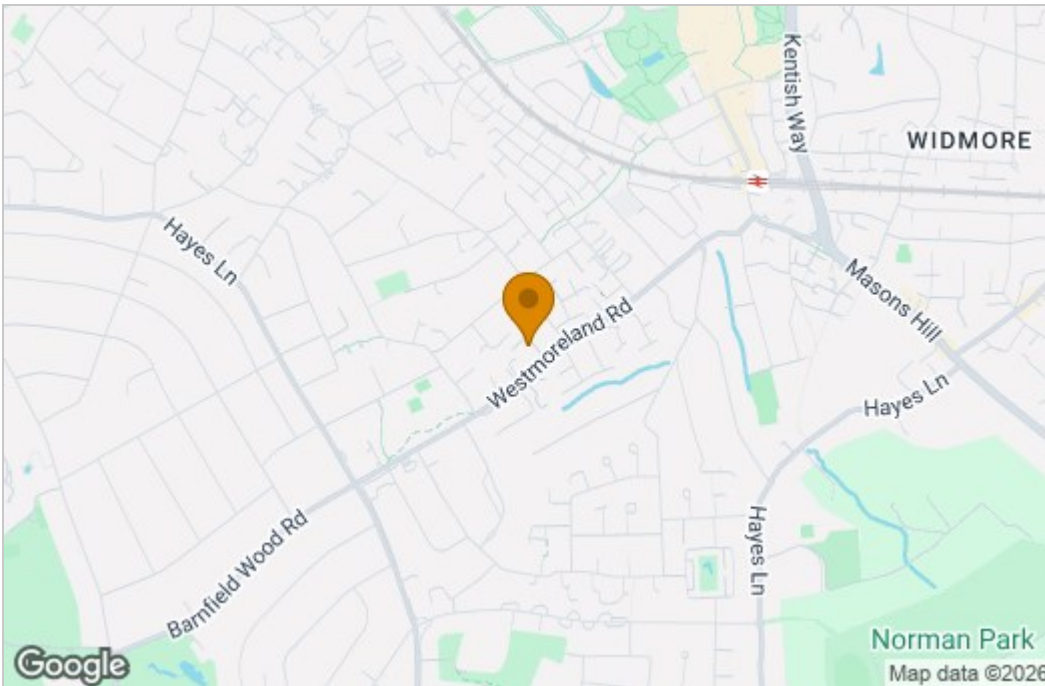 Kentish Way
WIDMORE
Hayes Ln
Masons Hill
Westmoreland Rd
Hayes Ln
Barnfield Wood Rd
Hayes Ln
Norman Park
Google
Map data ©2026